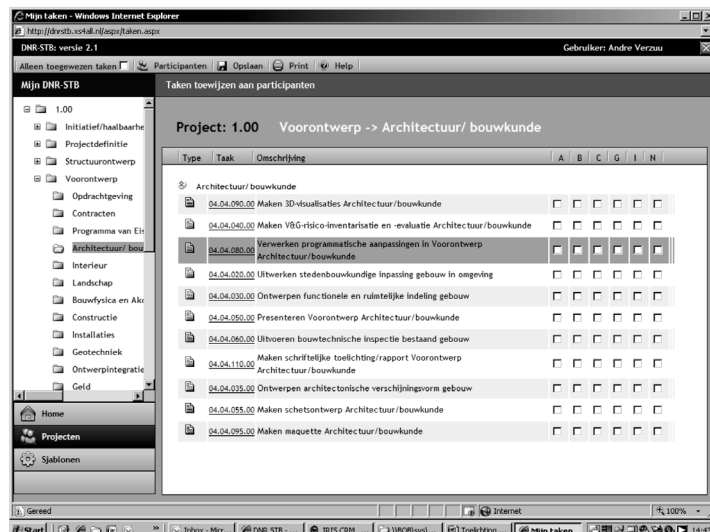 Mijn taken - Windows Internet Explorer
http://dnrstb.xs4all.nl/aspx/taken.aspx
DNR-STB: versie 2.1 Gebruiker: Andre Verzuu
Alleen toegewezen taken Participanten Opslaan Print Help
Mijn DNR-STB Taken toewijzen aan participanten
1.00
Initiatief/haalbaarhe
Projectdefinitie
Structuurontwerp
Voorontwerp
Opdrachtgeving
Contracten
Programma van Eis
Architectuur/ bou
Interieur
Landschap
Bouwfysica en Ako
Constructie
Installaties
Geotechniek
Ontwerpintegratie
Geld
Home
Projecten
Sjablonen
Project: 1.00 Voorontwerp -> Architectuur/ bouwkunde
Type Taak Omschrijving A B C G I N
Architectuur/bouwkunde
04.04.090.00 Maken 3D-visualisaties Architectuur/bouwkunde
04.04.040.00 Maken V&G-risico-inventarisatie en -evaluatie Architectuur/bouwkunde
04.04.080.00 Verwerken programmatische aanpassingen in Voorontwerp
Architectuur/bouwkunde
04.04.020.00 Uitwerken stedenbouwkundige inpassing gebouw in omgeving
04.04.030.00 Ontwerpen functionele en ruimtelijke indeling gebouw
04.04.050.00 Presenteren Voorontwerp Architectuur/bouwkunde
04.04.060.00 Uitvoeren bouwtechnische inspectie bestaand gebouw
04.04.110.00 Maken schriftelijke toelichting/rapport Voorontwerp
Architectuur/bouwkunde
04.04.035.00 Ontwerpen architectonische verschijningsvorm gebouw
04.04.055.00 Maken schetsontwerp Architectuur/bouwkunde
04.04.095.00 Maken maquette Architectuur/bouwkunde
Gereed Internet 100%
Start Inbox - Micr... DNR STB - ... IRIS CRM Toelichting Mijn taken